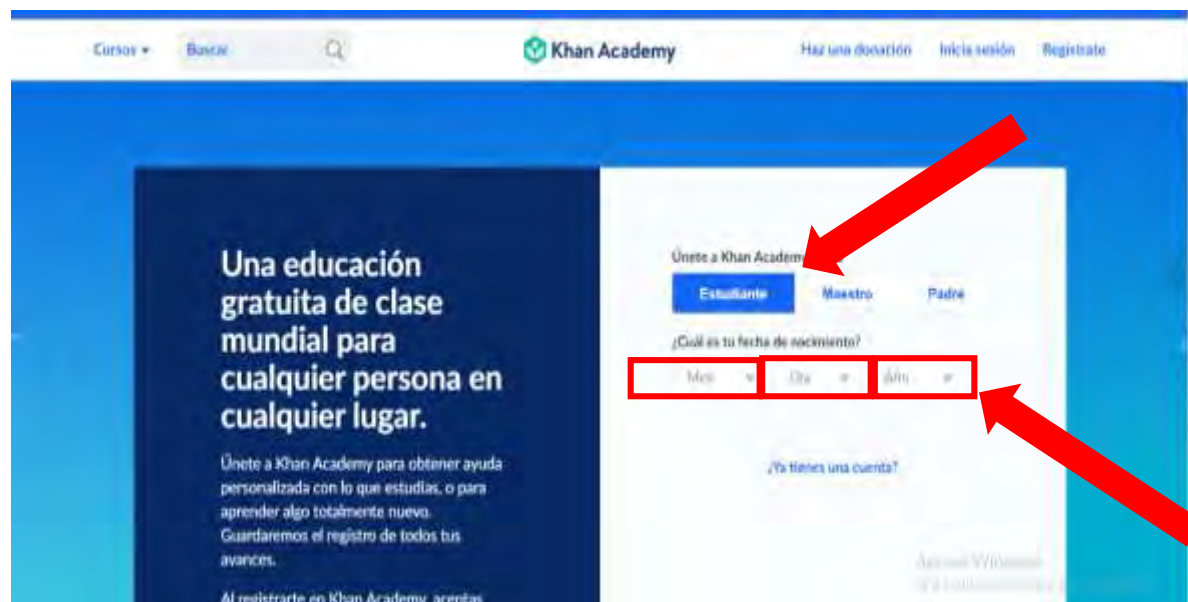 Cursos
Buscar
Khan Academy
Haz una donación
Inicia sesión
Regístrate
Una educación
gratuita de clase
mundial para
cualquier persona en
cualquier lugar.
Únete a Khan Academy para obtener ayuda
personalizada con lo que estudias, o para
aprender algo totalmente nuevo.
Guardaremos el registro de todos tus
avances.
Al registrarte en Khan Academy, aceptas
Únete a Khan
Estudiante
Maestro
Padre
¿Cuál es tu fecha de nacimiento?
Mes
Día
Año
¿Ya tienes una cuenta?